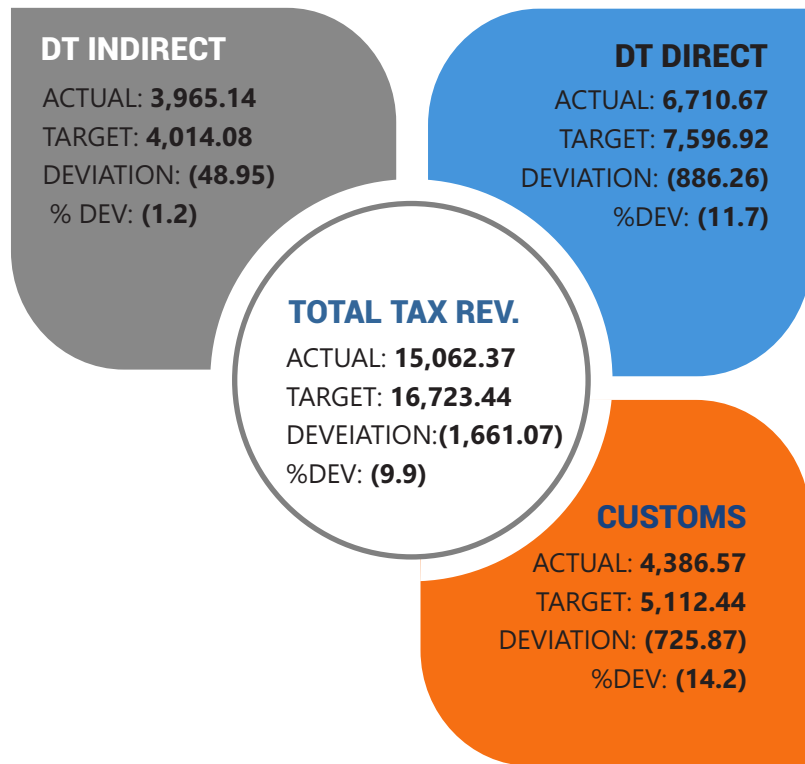 DT INDIRECT
ACTUAL: 3,965.14
TARGET: 4,014.08
DEVIATION: (48.95)
% DEV: (1.2)
DT DIRECT
ACTUAL: 6,710.67
TARGET: 7,596.92
DEVIATION: (886.26)
%DEV: (11.7)
TOTAL TAX REV.
ACTUAL: 15,062.37
TARGET: 16,723.44
DEVEIATION:(1,661.07)
%DEV: (9.9)
CUSTOMS
ACTUAL: 4,386.57
TARGET: 5,112.44
DEVIATION: (725.87)
%DEV: (14.2)